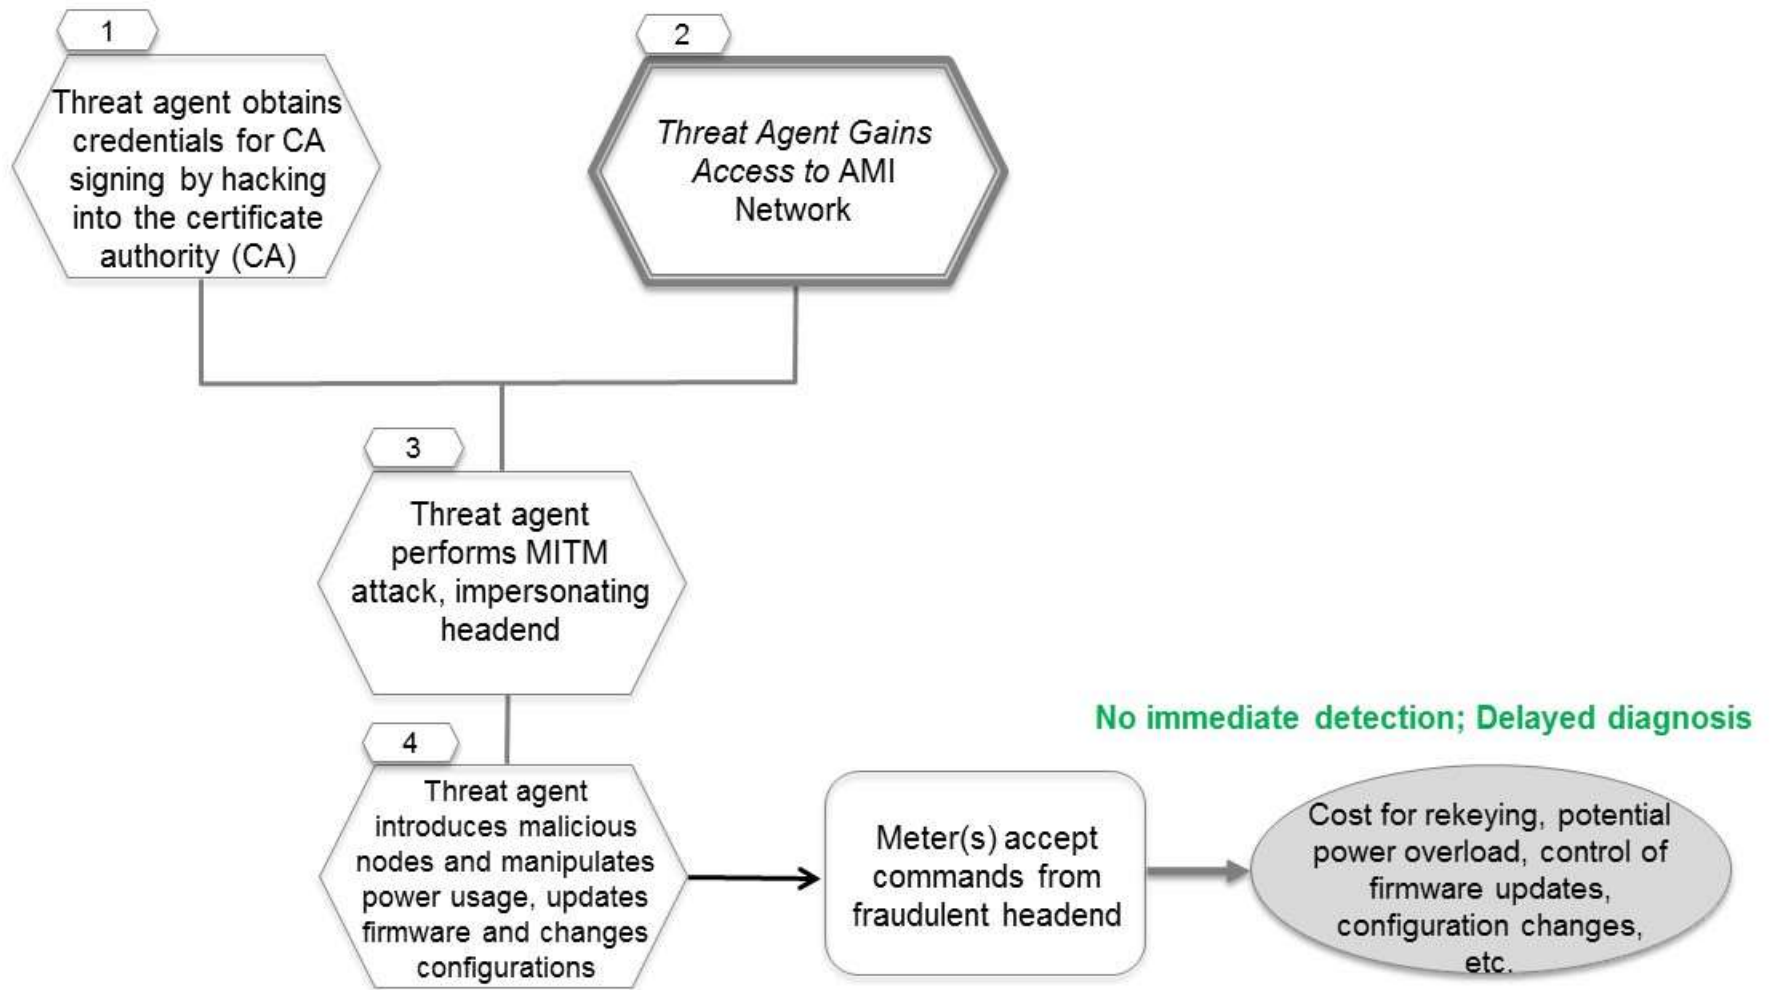 1
Threat agent obtains
credentials for CA
signing by hacking
into the certificate
authority (CA)
2
Threat Agent Gains
Access to AMI
Network
3
Threat agent
performs MITM
attack, impersonating
headend
4
Threat agent
introduces malicious
nodes and manipulates
power usage, updates
firmware and changes
configurations
Meter(s) accept
commands from
fraudulent headend
No immediate detection; Delayed diagnosis
Cost for rekeying, potential
power overload, control of
firmware updates,
configuration changes,
etc.